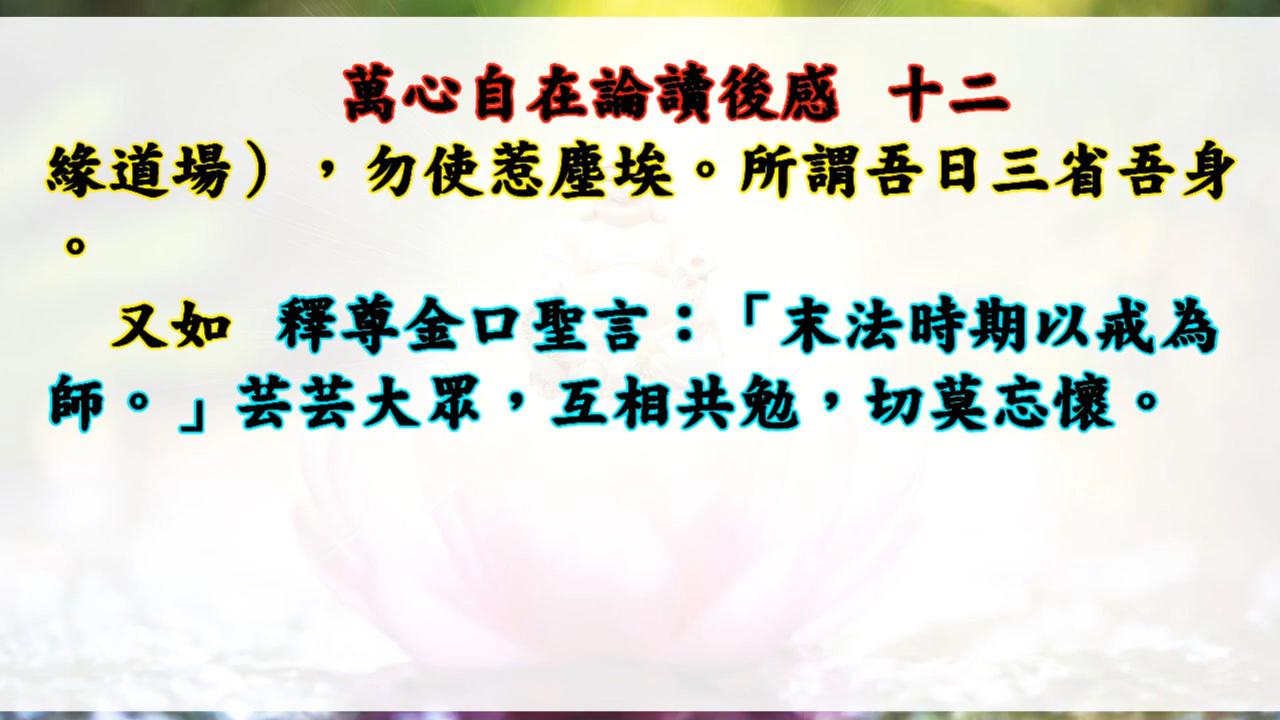 萬心自在論讀後感 十二
緣道場），勿使惹塵埃。所謂吾日三省吾身
。
又如 釋尊金口聖言：「末法時期以戒為
師。」芸芸大眾，互相共勉，切莫忘懷。